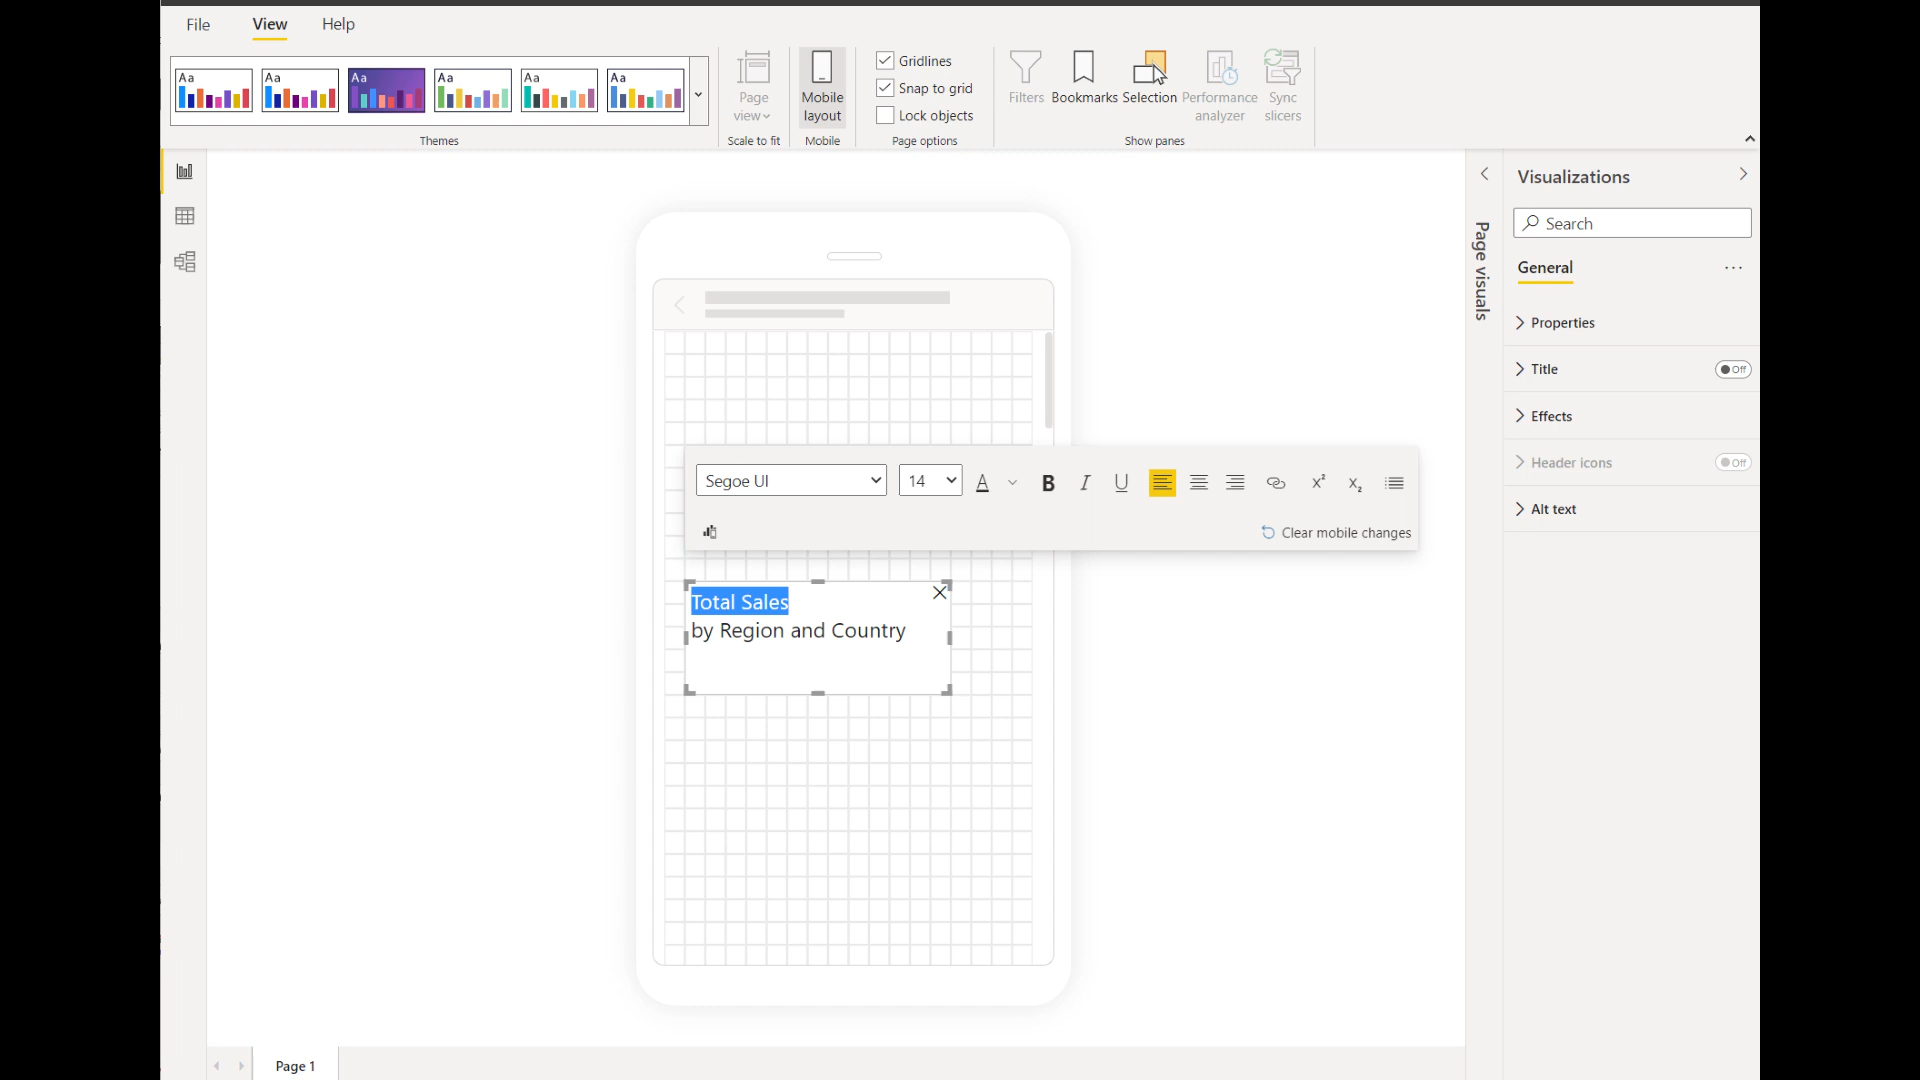 File View Help
Aa Aa Aa Aa Aa Aa
Themes
Page view
Scale to fit
Mobile layout
Mobile
Gridlines
Snap to grid
Lock objects
Page options
Filters
Bookmarks
Selection
Performance analyzer
Sync slicers
Show panes
Page visuals
Visualizations
Search
General
Properties
Title Off
Effects
Header icons Off
Alt text
Segoe UI 14 A B I U x² x₂
Clear mobile changes
Total Sales
by Region and Country
Page 1